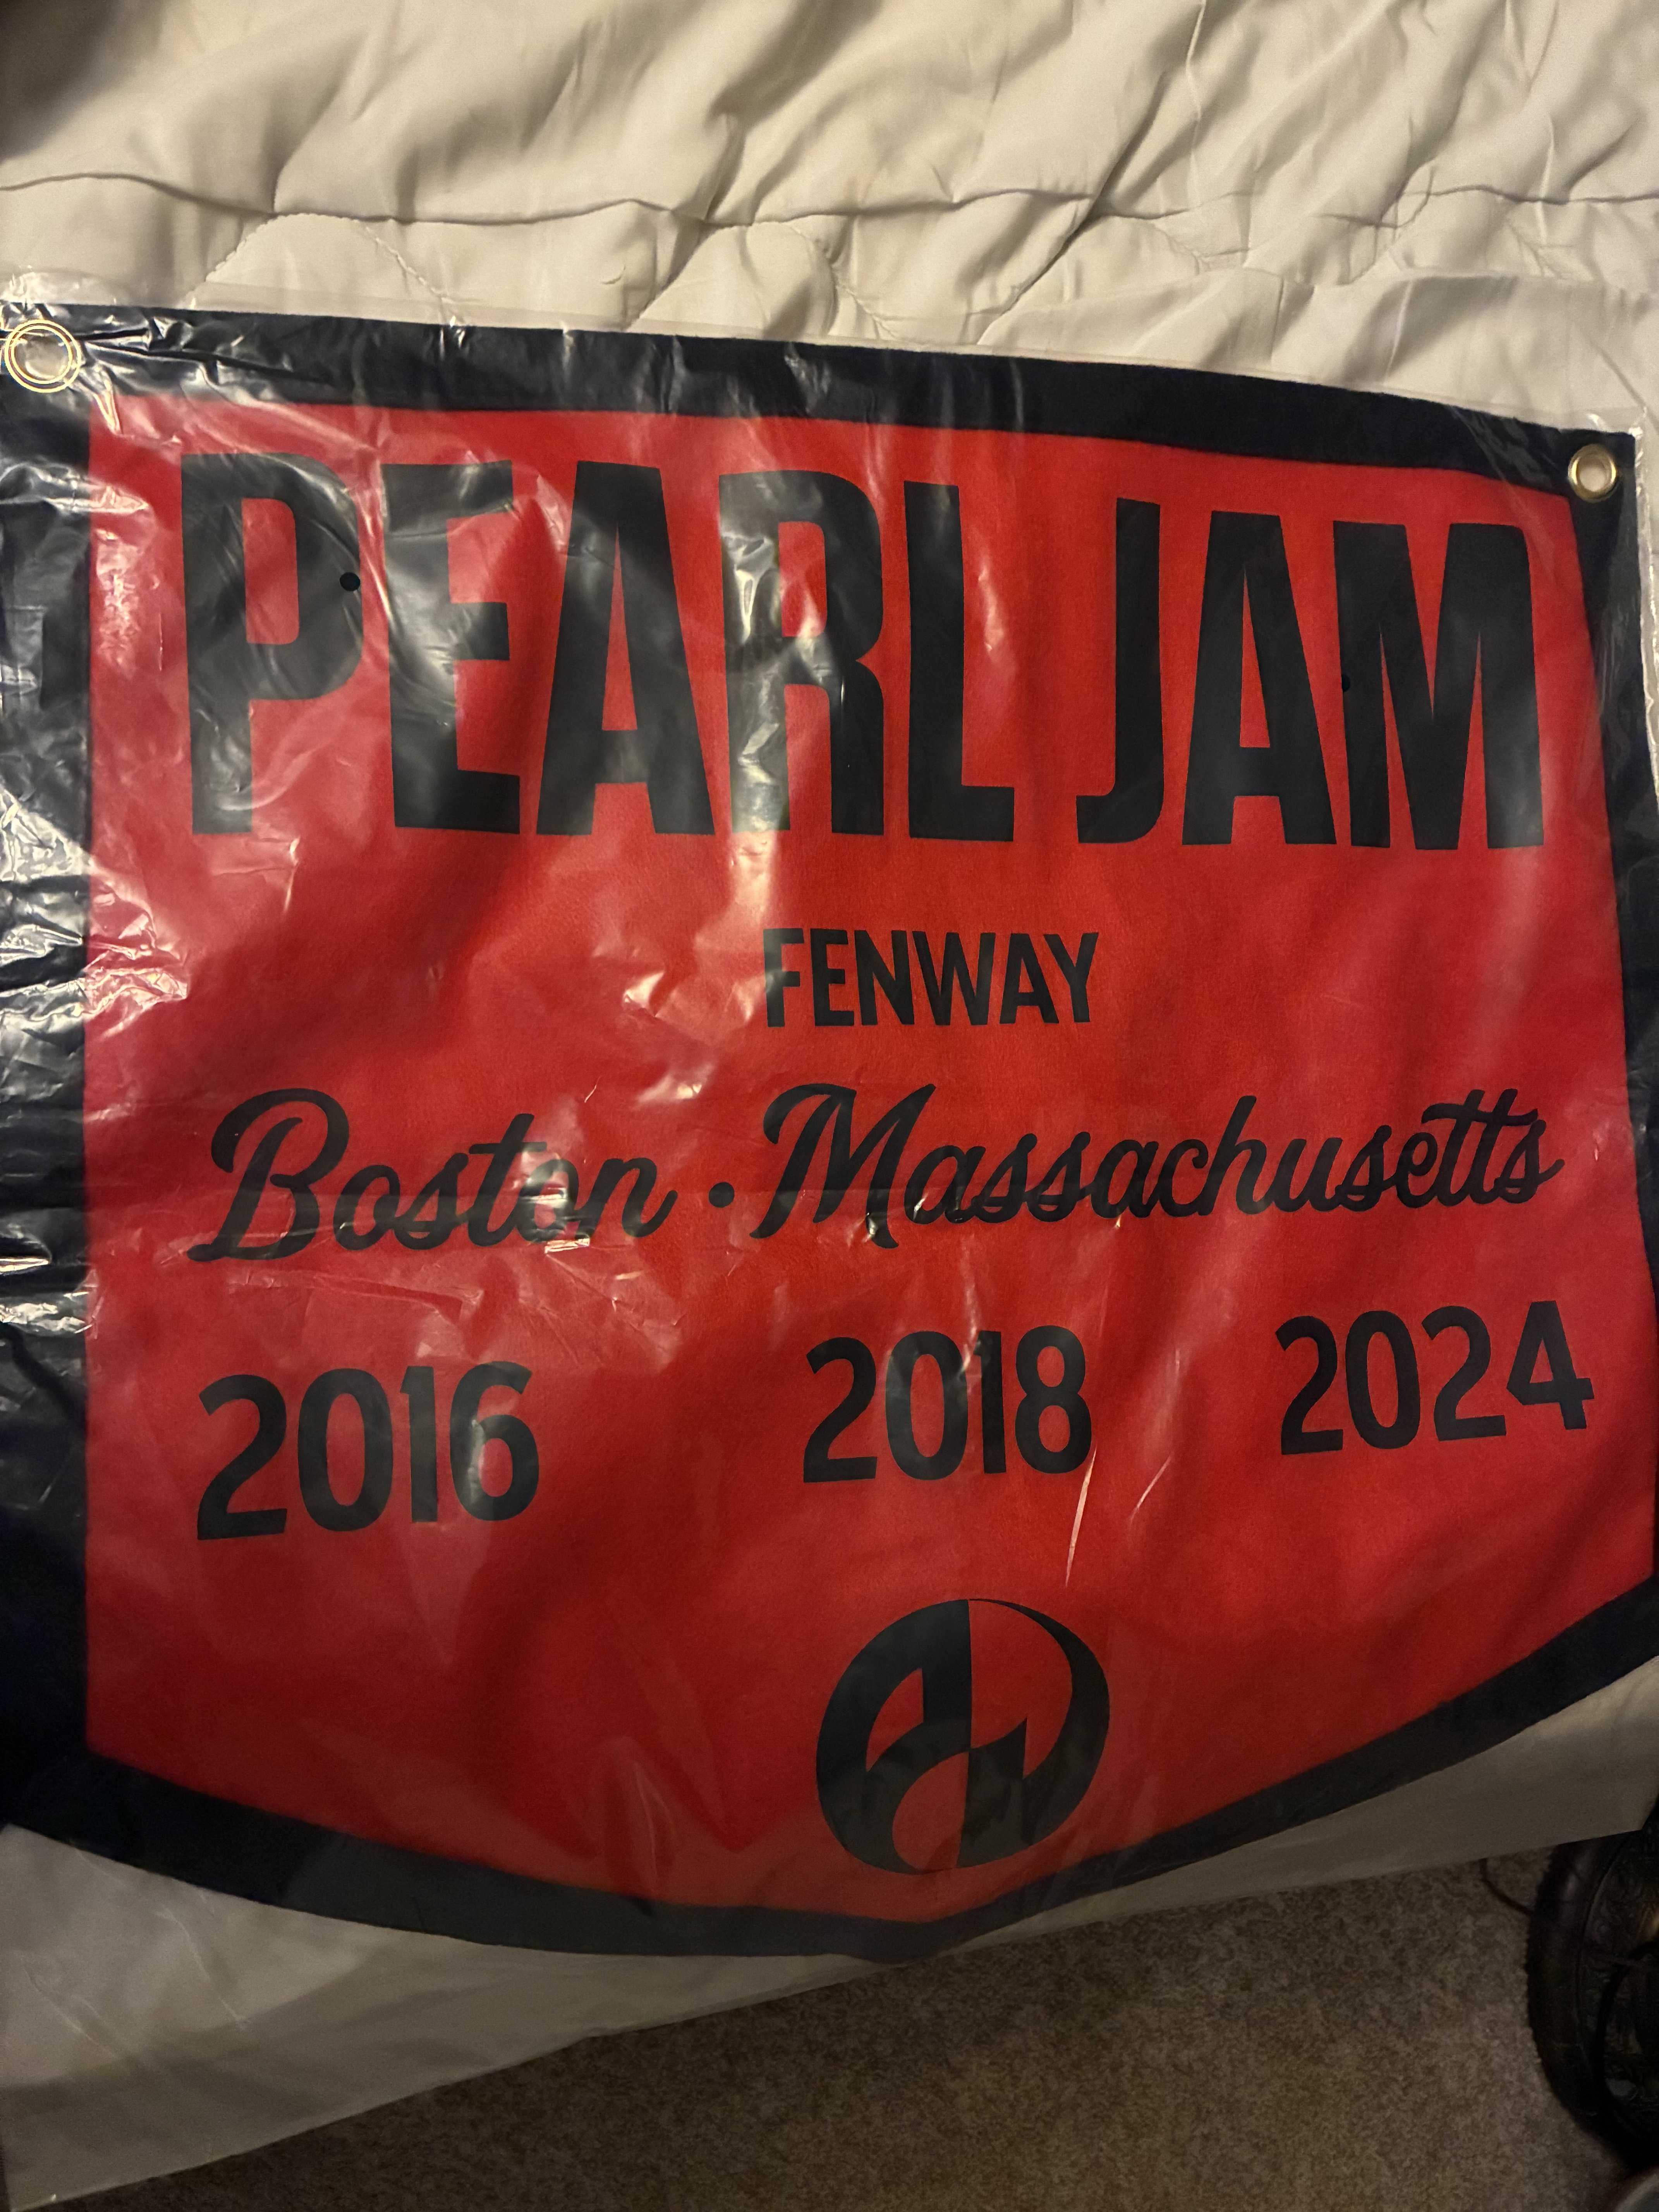 PEARL JAM
FENWAY
Boston · Massachusetts
2016 2018 2024